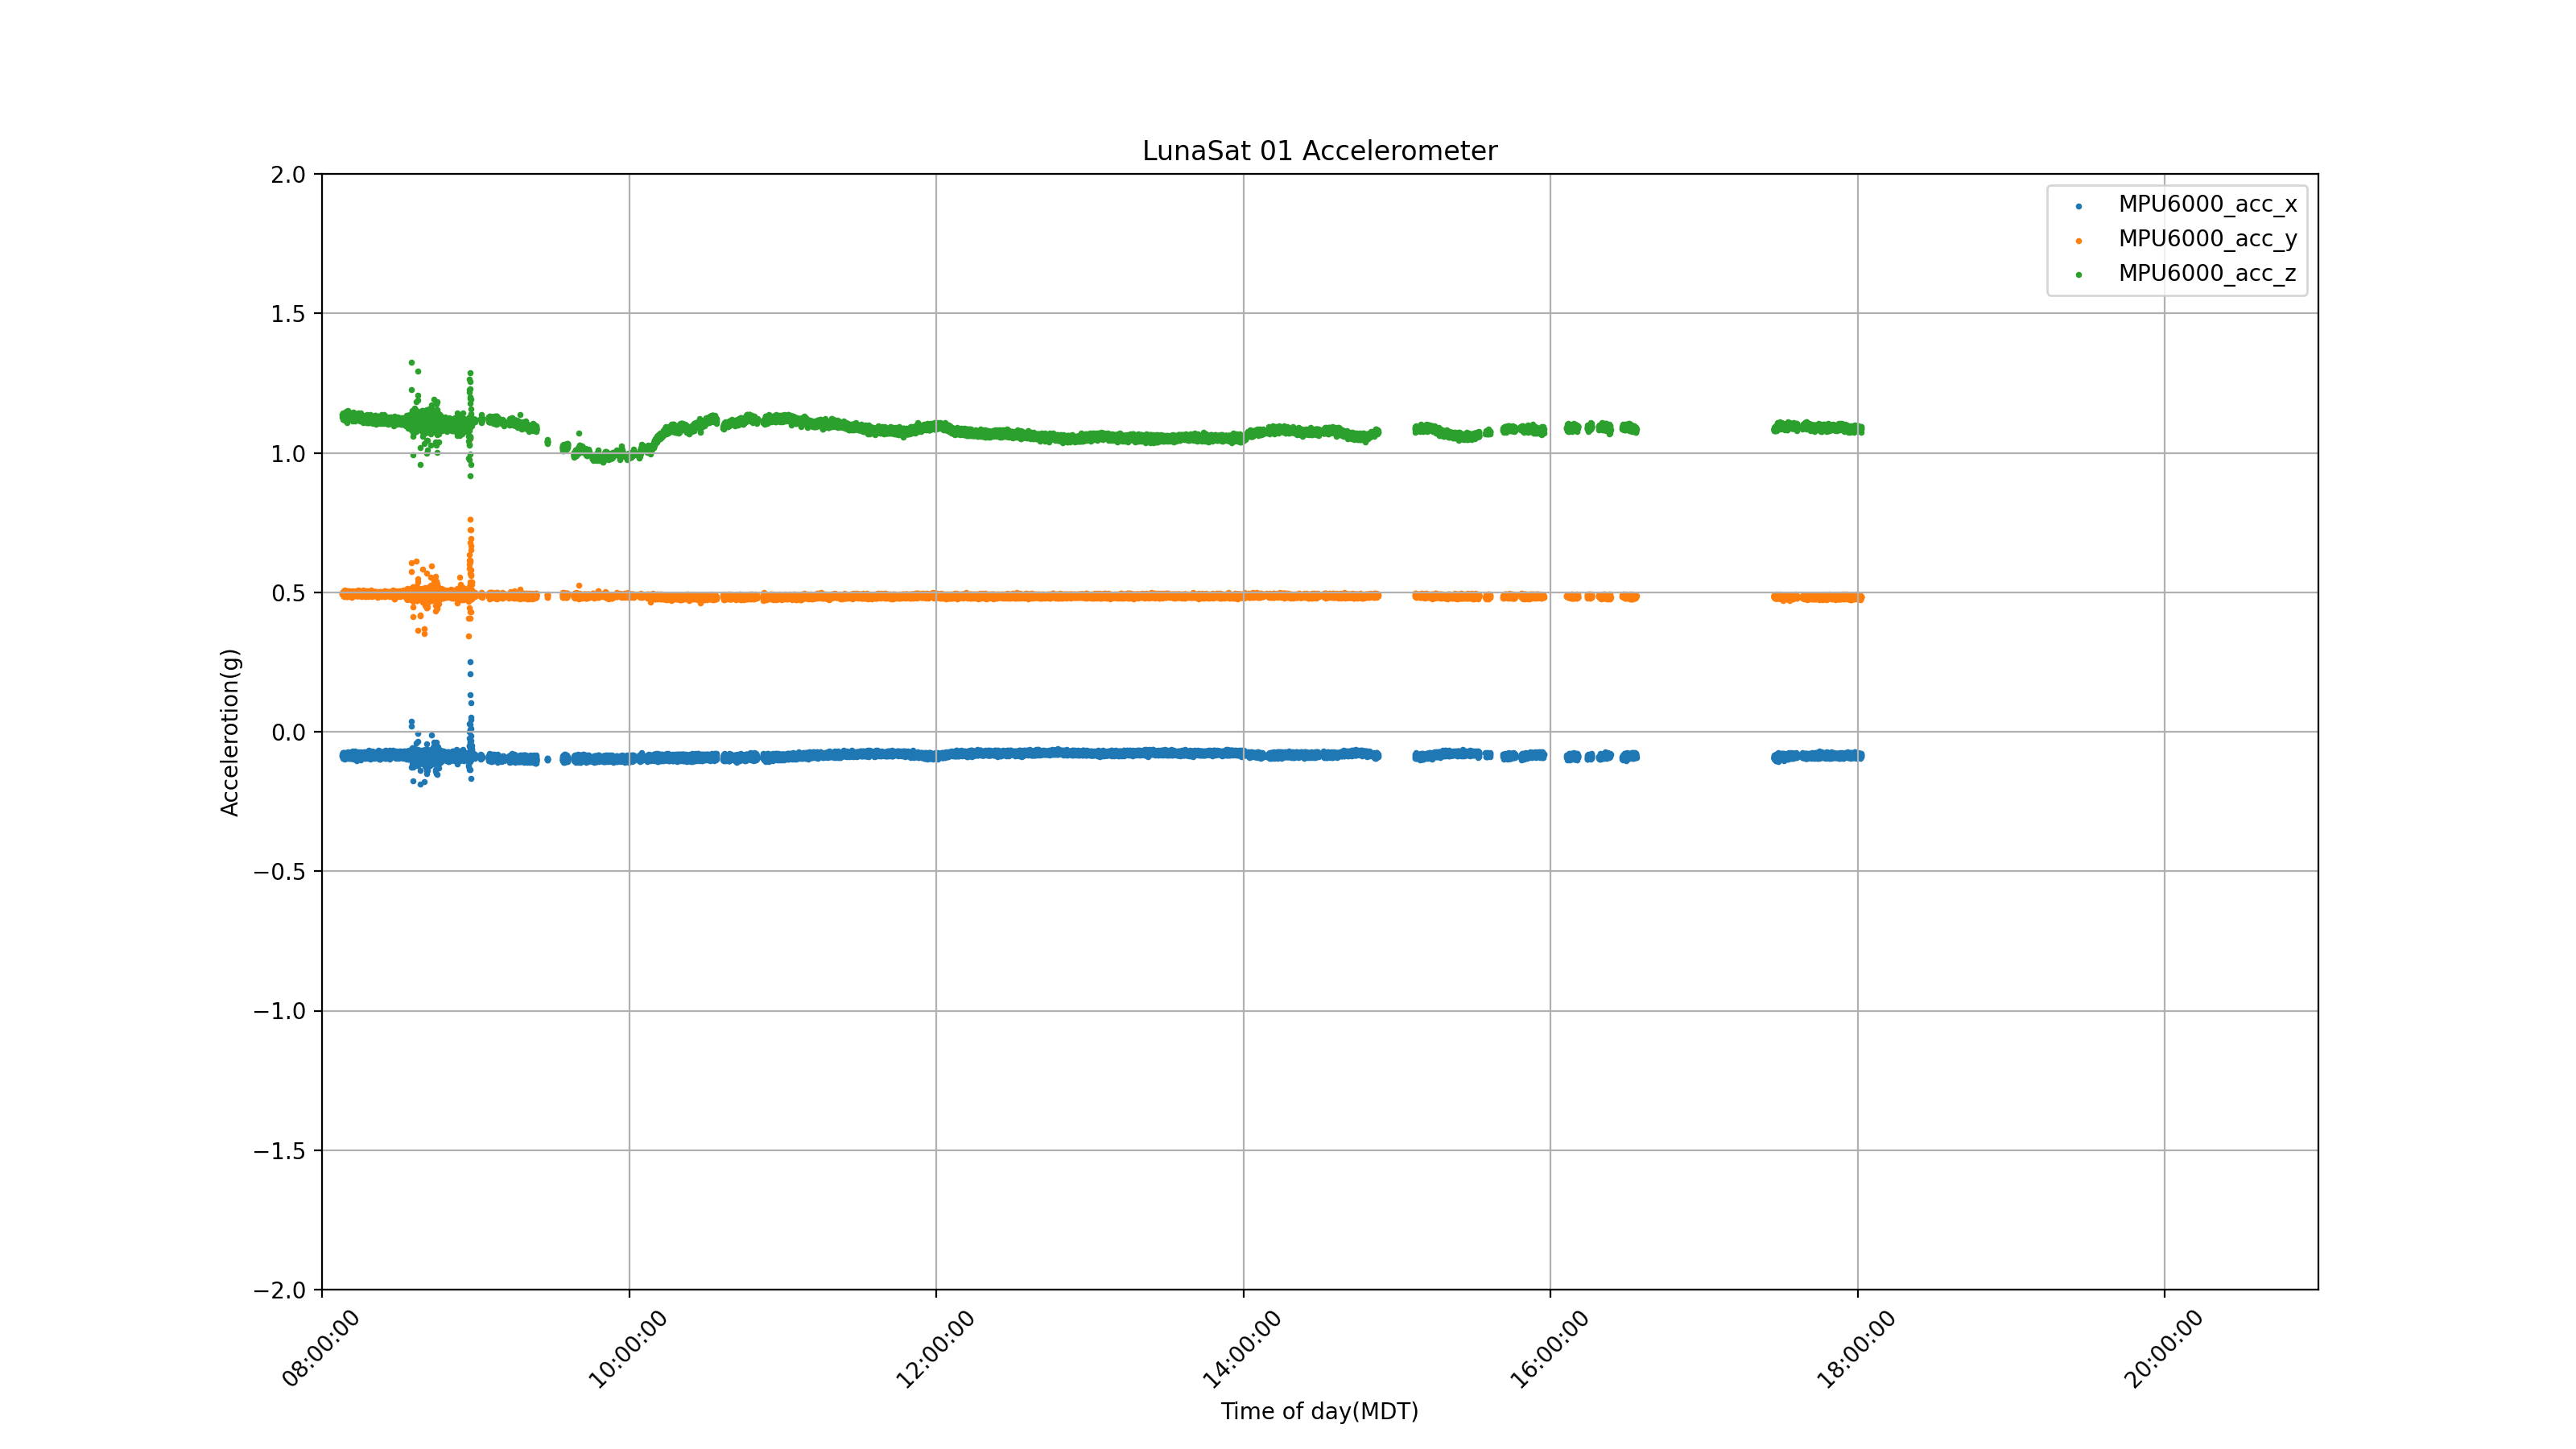 LunaSat 01 Accelerometer
2.0
1.5
1.0
0.5
0.0
−0.5
−1.0
−1.5
−2.0
Accelerotion(g)
MPU6000_acc_x
MPU6000_acc_y
MPU6000_acc_z
08:00:00
10:00:00
12:00:00
14:00:00
16:00:00
18:00:00
20:00:00
Time of day(MDT)